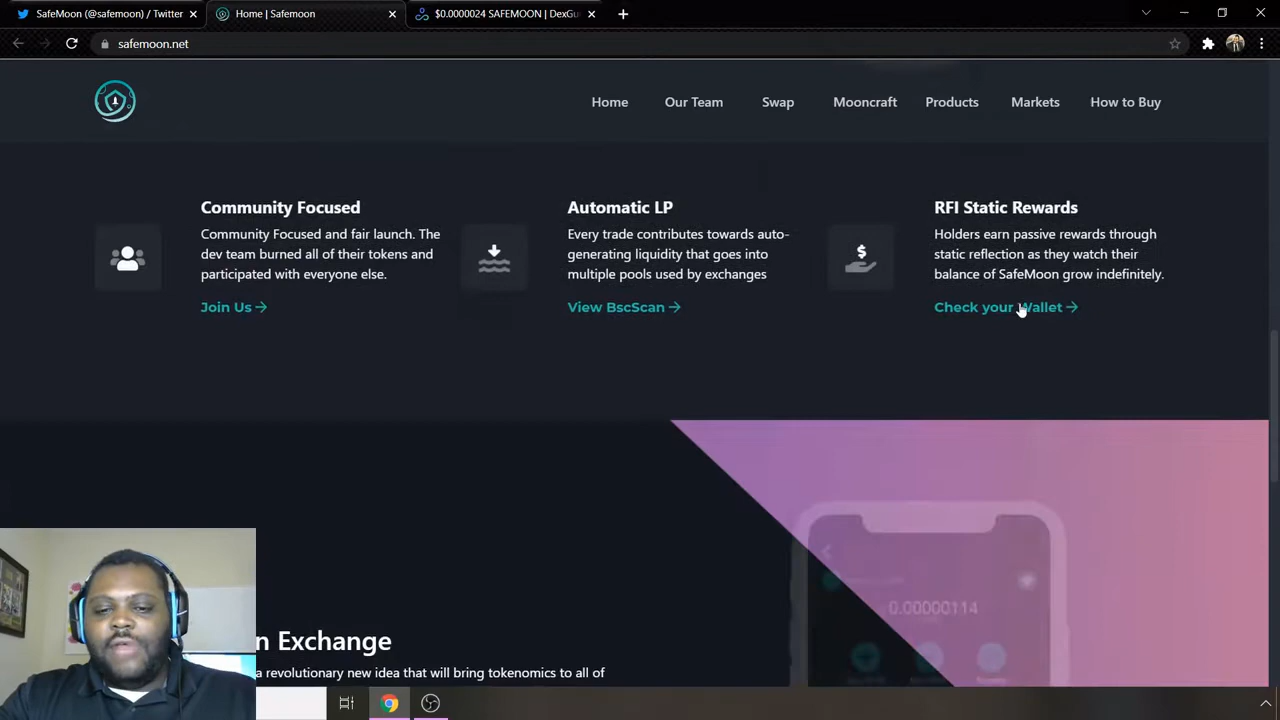 SafeMoon (@safemoon) / Twitter
Home | Safemoon
$0.0000024 SAFEMOON | DexGu
safemoon.net
Home
Our Team
Swap
Mooncraft
Products
Markets
How to Buy
Community Focused
Community Focused and fair launch. The
dev team burned all of their tokens and
participated with everyone else.
Join Us
Automatic LP
Every trade contributes towards auto-
generating liquidity that goes into
multiple pools used by exchanges
View BscScan
RFI Static Rewards
Holders earn passive rewards through
static reflection as they watch their
balance of SafeMoon grow indefinitely.
Check your Wallet
0.00000114
n Exchange
a revolutionary new idea that will bring tokenomics to all of